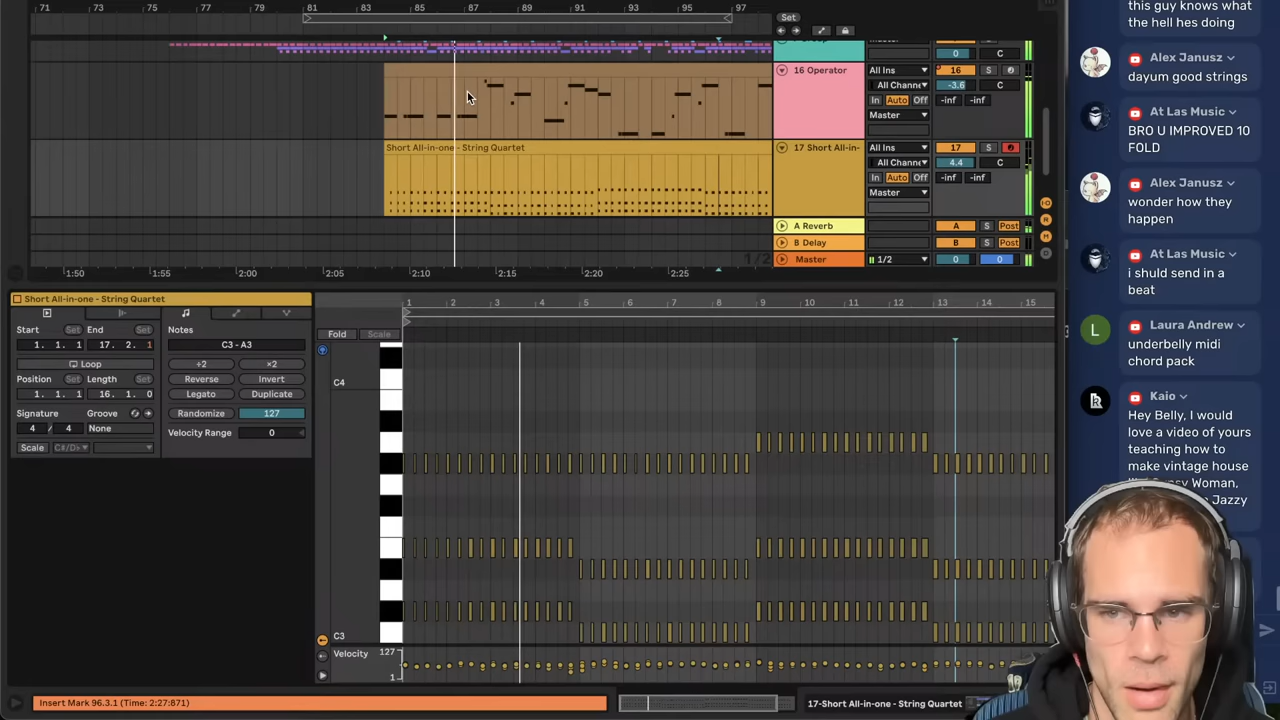 71
73
75
77
79
81
83
85
87
89
91
93
95
97
Set
0
C
16 Operator
All Ins
16
S
All Channe
-3.6
C
In
Auto
Off
-inf
-inf
Master
Short All-in-one - String Quartet
17 Short All-in-
All Ins
17
S
All Channe
4.4
C
In
Auto
Off
-inf
-inf
Master
A Reverb
A
S
Post
B Delay
B
S
Post
1/2
Master
1/2
0
0
1:50
1:55
2:00
2:05
2:10
2:15
2:20
2:25
Short All-in-one - String Quartet
Start
Set
End
Set
1. 1. 1
17. 2. 1
Loop
Position
Set
Length
Set
1. 1. 1
16. 1. 0
Signature
Groove
4 / 4
None
Scale
C#/D♭
Notes
C3 - A3
÷2
×2
Reverse
Invert
Legato
Duplicate
Randomize
127
Velocity Range
0
1
2
3
4
5
6
7
8
9
10
11
12
13
14
15
Fold
Scale
C4
C3
Velocity
127
1
Insert Mark 96.3.1 (Time: 2:27:871)
17-Short All-in-one - String Quartet
this guy knows what
the hell hes doing
Alex Janusz
dayum good strings
At Las Music
BRO U IMPROVED 10
FOLD
Alex Janusz
wonder how they
happen
At Las Music
i shuld send in a
beat
Laura Andrew
underbelly midi
chord pack
Kaio
Hey Belly, I would
love a video of yours
teaching how to
make vintage house
Woman,
Jazzy